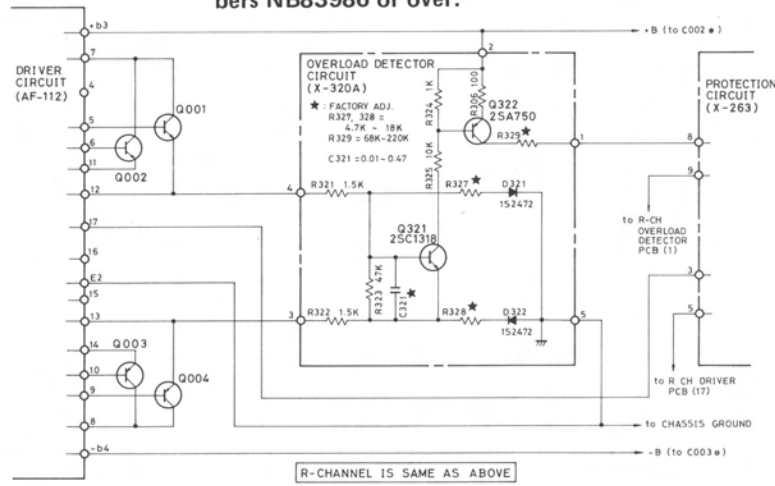 bers NB83986 or over.
+b3
+B (to C002 ⊕)
7
2
DRIVER
CIRCUIT
(AF-112)
OVERLOAD DETECTOR
CIRCUIT
(X-320A)
★ : FACTORY ADJ.
R327, 328 =
4.7K ~ 18K
R329 = 68K~220K
C321 = 0.01~0.47
PROTECTION
CIRCUIT
(X-263)
4
Q001
5
6
Q002
11
12
R324 1K
R306 100
Q322
2SA750
R329 ★
1
8
9
R325 10K
4
R321 1.5K
R327 ★
D321
1S2472
17
16
E2
15
13
Q321
2SC1318
to R-CH
OVERLOAD
DETECTOR
PCB (1)
R323 47K
C321 ★
3
3
R322 1.5K
R328 ★
D322
1S2472
5
5
14
Q003
10
9
Q004
8
to R CH DRIVER
PCB (17)
to CHASSIS GROUND
-b4
-B (to C003 ⊖)
R-CHANNEL IS SAME AS ABOVE